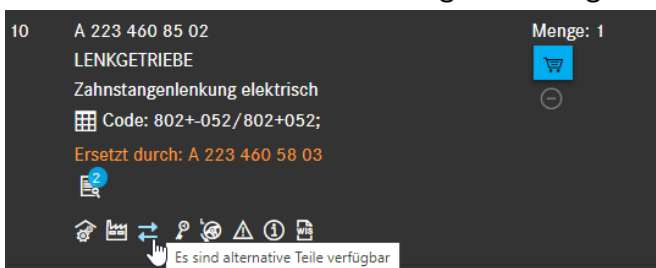 10 A 223 460 85 02 Menge: 1
LENKGETRIEBE
Zahnstangenlenkung elektrisch
Code: 802+-052/802+052;
Ersetzt durch: A 223 460 58 03
2
WIS
Es sind alternative Teile verfügbar